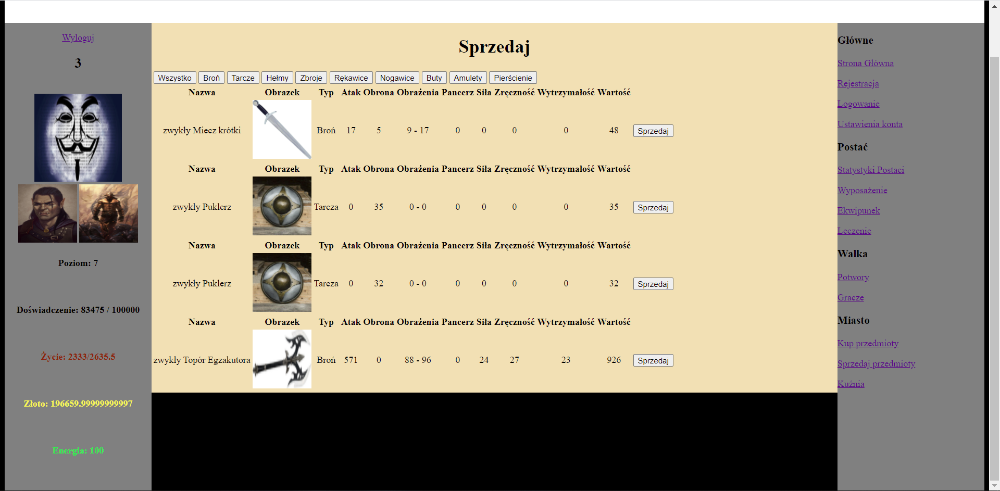 Wyloguj
3
Poziom: 7
Doświadczenie: 83475 / 100000
Życie: 2333/2635.5
Złoto: 196659.99999999997
Energia: 100
Sprzedaj
Wszystko Broń Tarcze Hełmy Zbroje Rękawice Nogawice Buty Amulety Pierścienie
Nazwa Obrazek Typ Atak Obrona Obrażenia Pancerz Siła Zręczność Wytrzymałość Wartość
zwykły Miecz krótki Broń 17 5 9 - 17 0 0 0 0 48 Sprzedaj
Nazwa Obrazek Typ Atak Obrona Obrażenia Pancerz Siła Zręczność Wytrzymałość Wartość
zwykły Puklerz Tarcza 0 35 0 - 0 0 0 0 0 35 Sprzedaj
Nazwa Obrazek Typ Atak Obrona Obrażenia Pancerz Siła Zręczność Wytrzymałość Wartość
zwykły Puklerz Tarcza 0 32 0 - 0 0 0 0 0 32 Sprzedaj
Nazwa Obrazek Typ Atak Obrona Obrażenia Pancerz Siła Zręczność Wytrzymałość Wartość
zwykły Topór Egzakutora Broń 571 0 88 - 96 0 24 27 23 926 Sprzedaj
Główne
Strona Główna
Rejestracja
Logowanie
Ustawienia konta
Postać
Statystyki Postaci
Wyposażenie
Ekwipunek
Leczenie
Walka
Potwory
Gracze
Miasto
Kup przedmioty
Sprzedaj przedmioty
Kuźnia